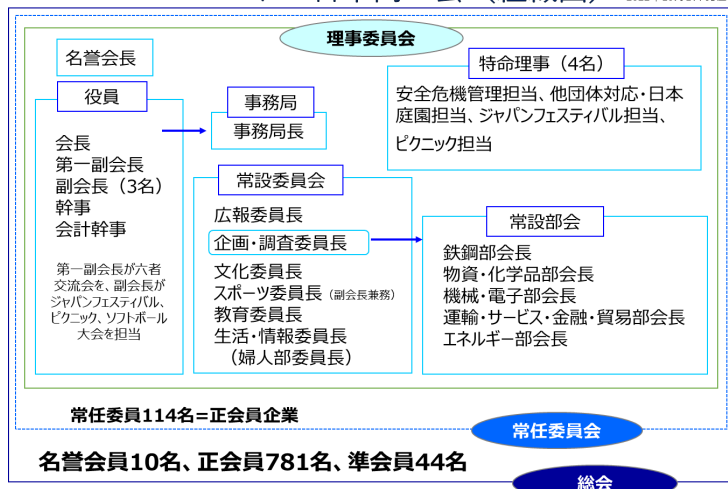 (組織図)
理事委員会
名誉会長
役員
会長
第一副会長
副会長（3名）
幹事
会計幹事
第一副会長が六者
交流会を、副会長が
ジャパンフェスティバル、
ピクニック、ソフトボール
大会を担当
事務局
事務局長
特命理事（4名）
安全危機管理担当、他団体対応・日本
庭園担当、ジャパンフェスティバル担当、
ピクニック担当
常設委員会
広報委員長
企画・調査委員長
文化委員長
スポーツ委員長（副会長兼務）
教育委員長
生活・情報委員長
（婦人部委員長）
常設部会
鉄鋼部会長
物資・化学品部会長
機械・電子部会長
運輸・サービス・金融・貿易部会長
エネルギー部会長
常任委員114名=正会員企業
常任委員会
名誉会員10名、正会員781名、準会員44名
総会